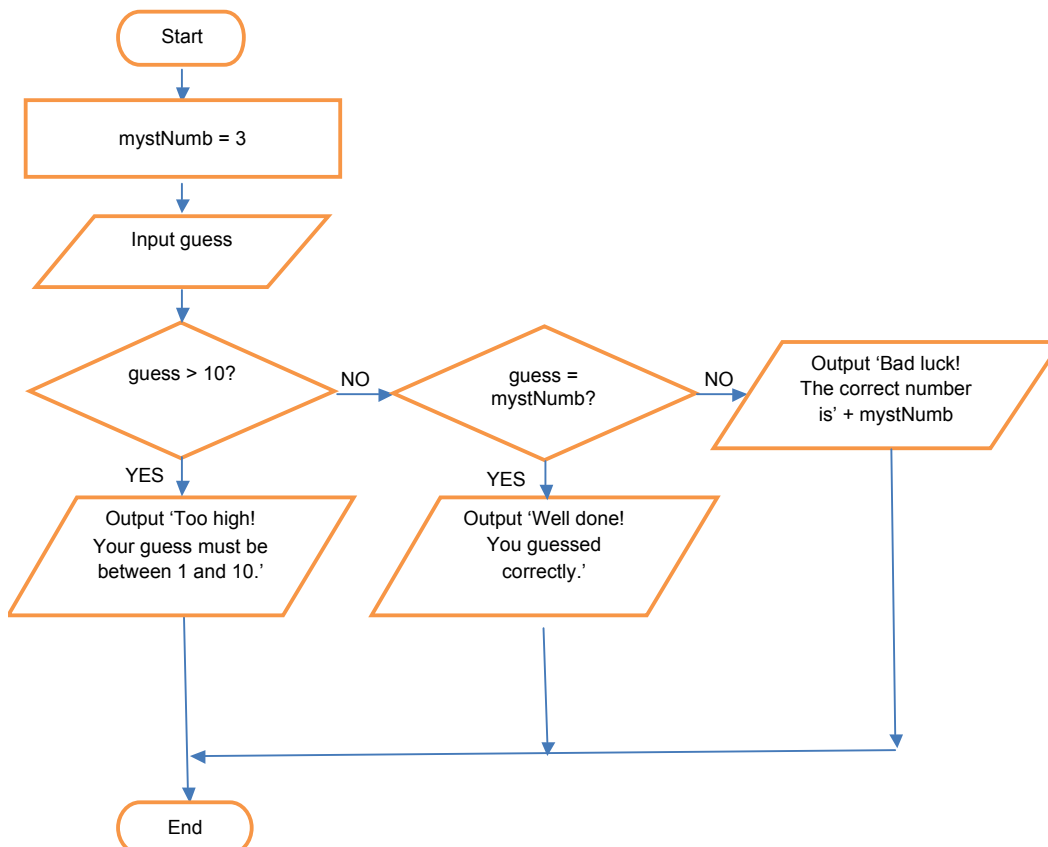 Start
mystNumb = 3
Input guess
guess > 10?
NO
guess =
mystNumb?
NO
Output ‘Bad luck!
The correct number
is’ + mystNumb
YES
Output ‘Too high!
Your guess must be
between 1 and 10.’
YES
Output ‘Well done!
You guessed
correctly.’
End